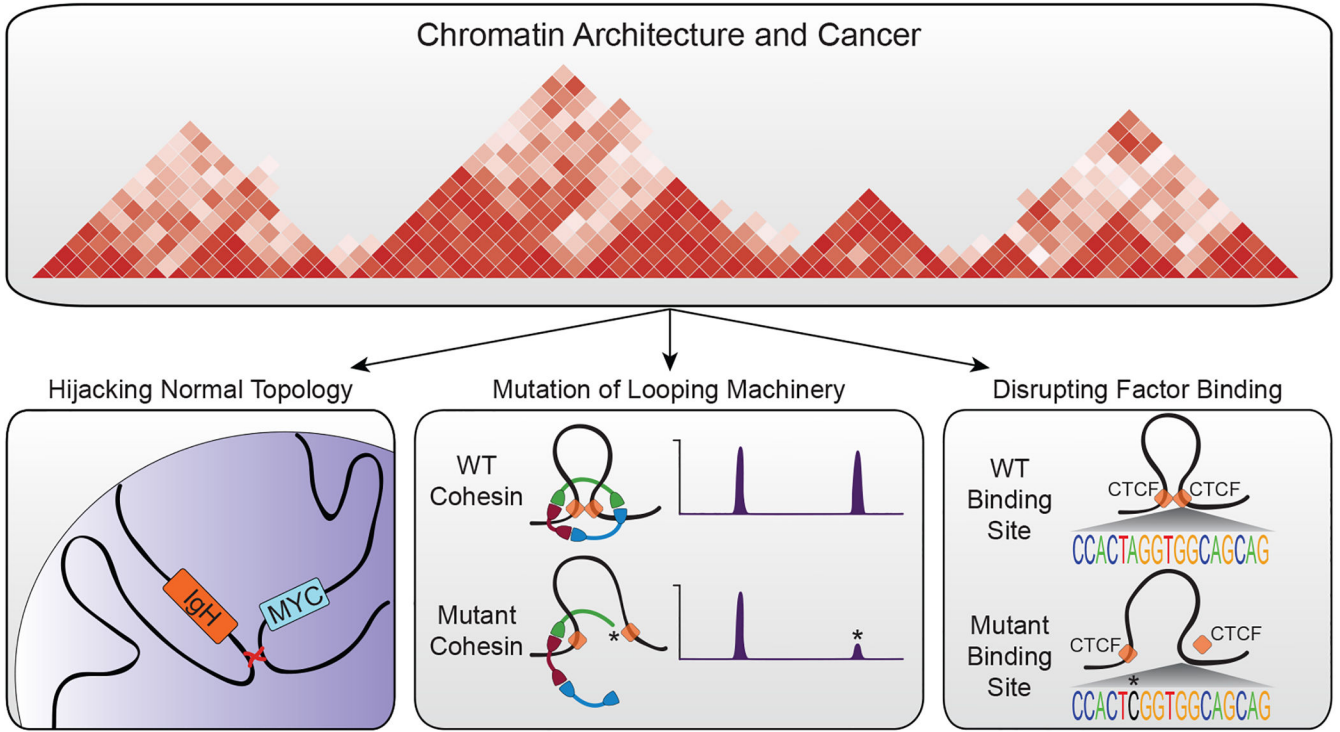 Chromatin Architecture and Cancer
Hijacking Normal Topology
IgH
MYC
Mutation of Looping Machinery
WT
Cohesin
Mutant
Cohesin
*
*
Disrupting Factor Binding
WT
Binding
Site
CTCF CTCF
CCACTAGGTGGCAGCAG
Mutant
Binding
Site
CTCF CTCF
*
CCACTCGGTGGCAGCAG